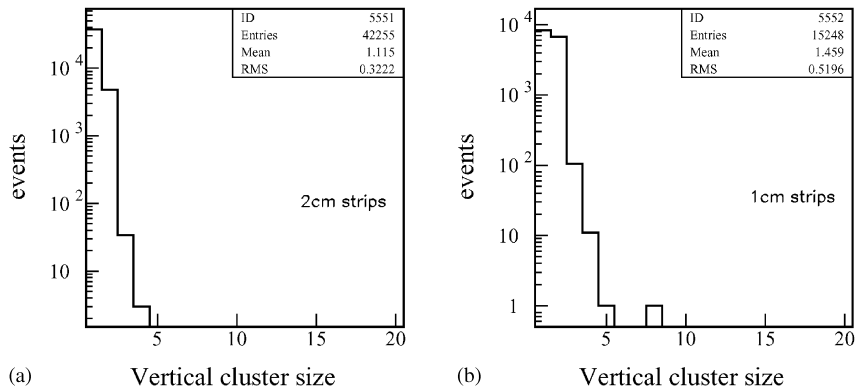 ID 5551
Entries 42255
Mean 1.115
RMS 0.3222
10^4
10^3
10^2
10
events
2cm strips
5 10 15 20
(a) Vertical cluster size
ID 5552
Entries 15248
Mean 1.459
RMS 0.5196
10^4
10^3
10^2
10
1
events
1cm strips
5 10 15 20
(b) Vertical cluster size